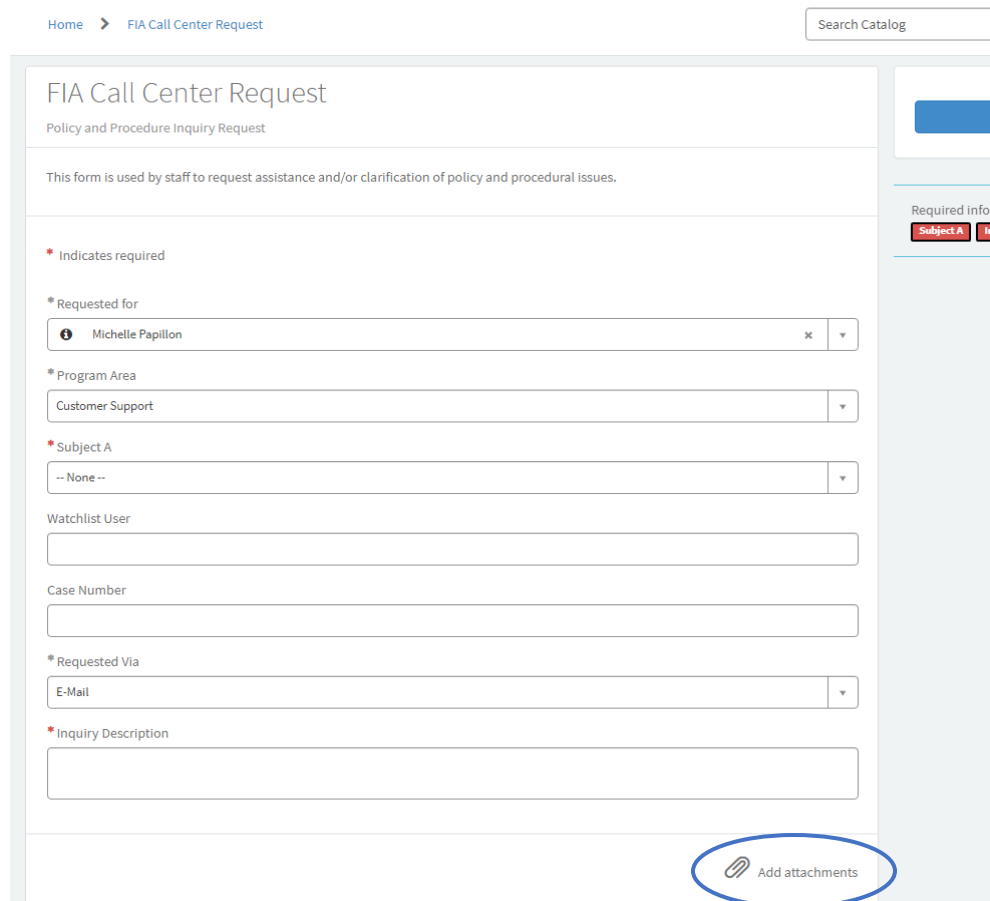 Home > FIA Call Center Request
Search Catalog
FIA Call Center Request
Policy and Procedure Inquiry Request
This form is used by staff to request assistance and/or clarification of policy and procedural issues.
* Indicates required
* Requested for
Michelle Papillon
* Program Area
Customer Support
* Subject A
-- None --
Watchlist User
Case Number
* Requested Via
E-Mail
* Inquiry Description
Add attachments
Required info
Subject A